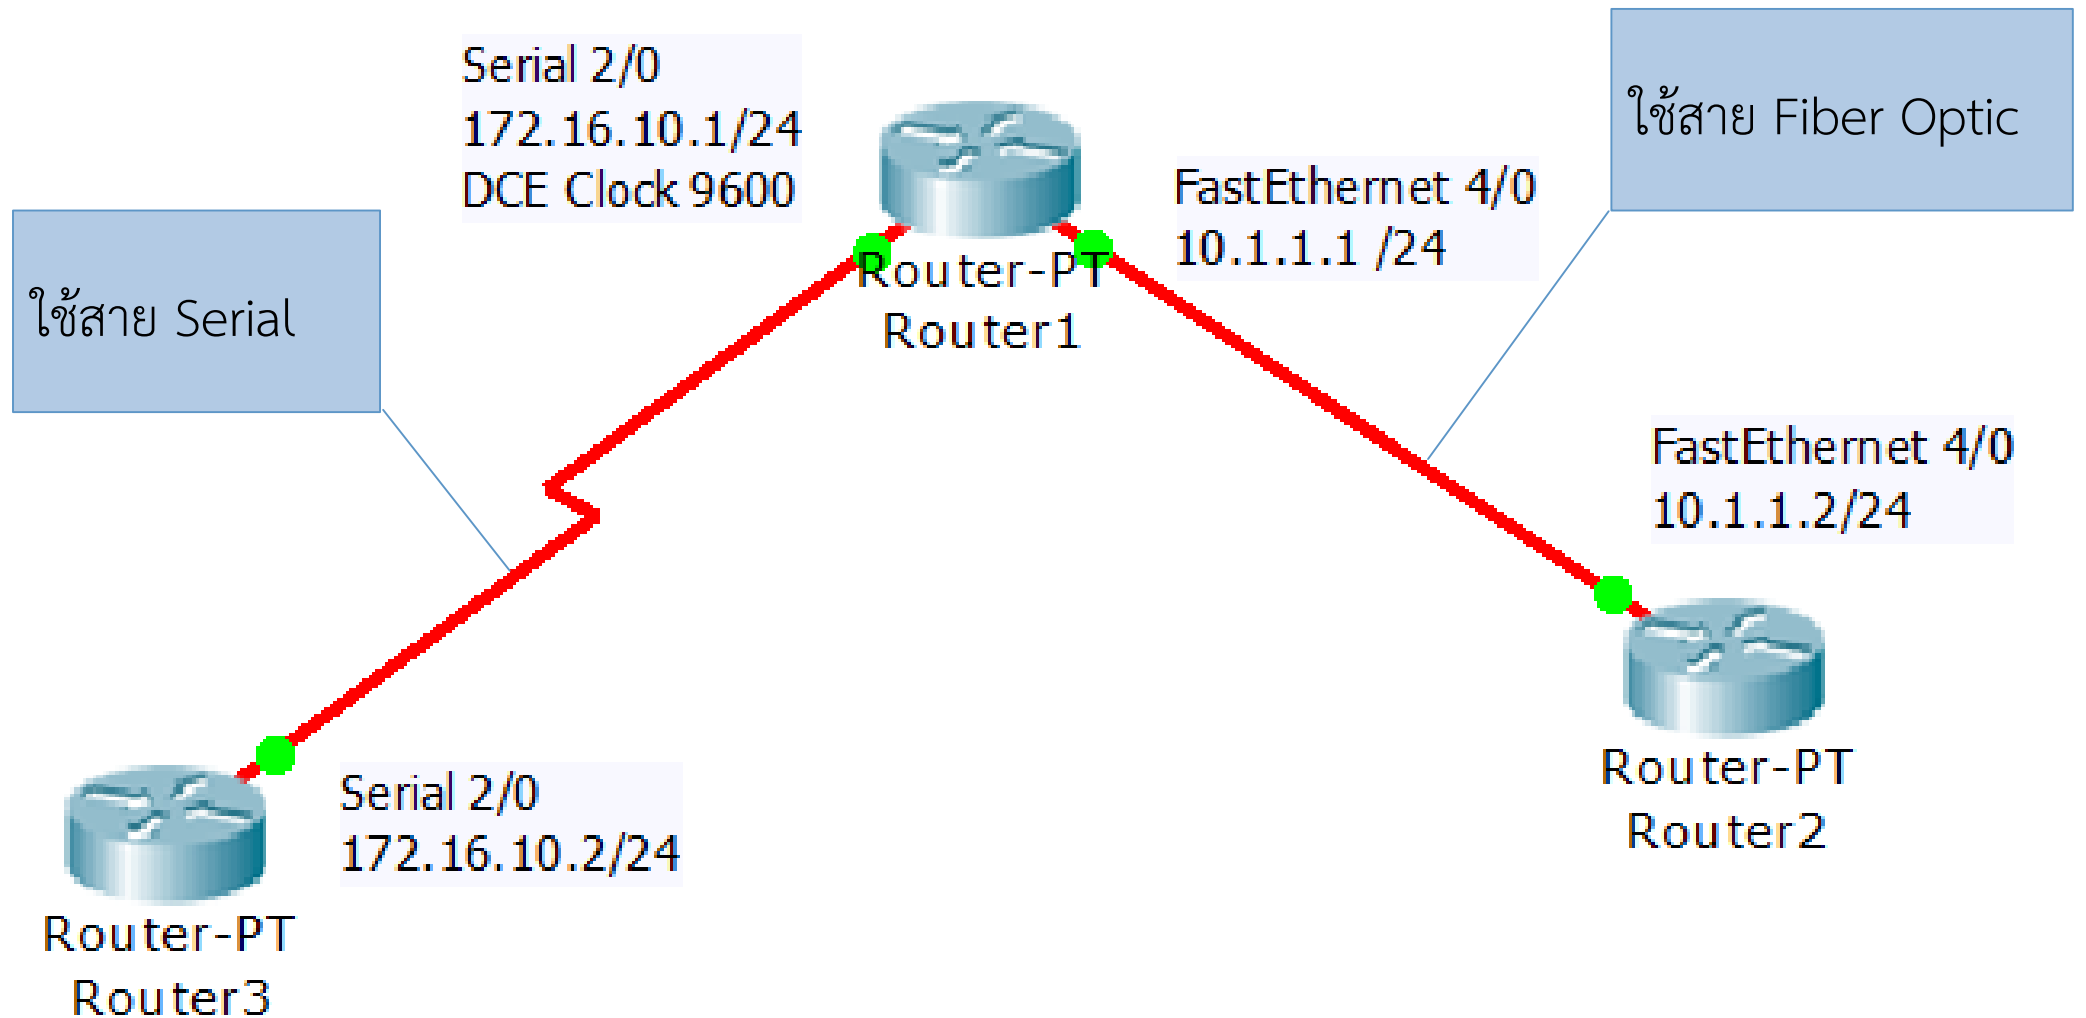 Serial 2/0
172.16.10.1/24
DCE Clock 9600
ใช้สาย Fiber Optic
FastEthernet 4/0
10.1.1.1 /24
Router-PT
Router1
ใช้สาย Serial
FastEthernet 4/0
10.1.1.2/24
Router-PT
Router2
Serial 2/0
172.16.10.2/24
Router-PT
Router3